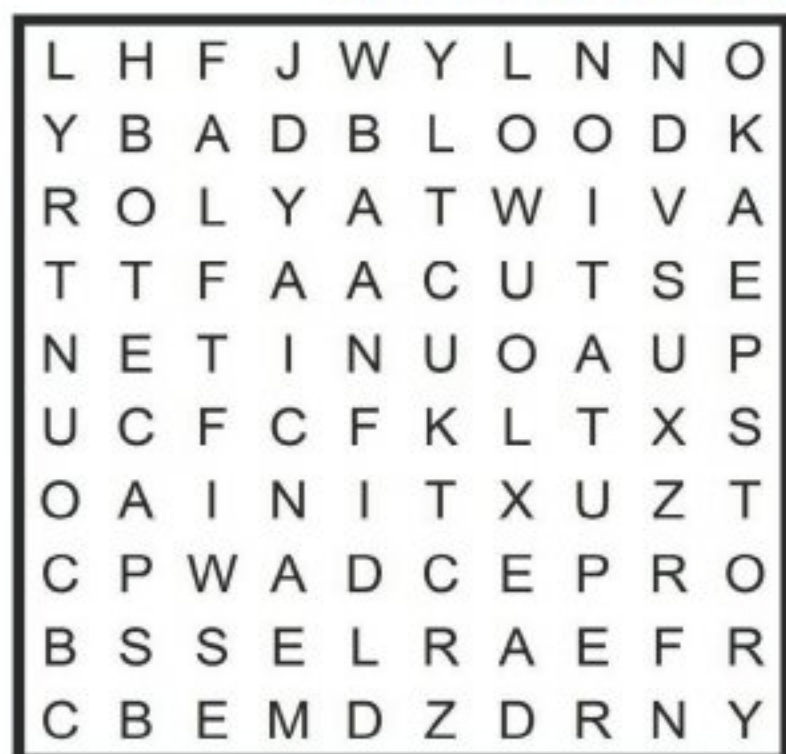 L H F J W Y L N N O
Y B A D B L O O D K
R O L Y A T W I V A
T T F A A C U T S E
N E T I N U O A U P
U C F C F K L T X S
O A I N I T X U Z T
C P W A D C E P R O
B S S E L R A E F R
C B E M D Z D R N Y